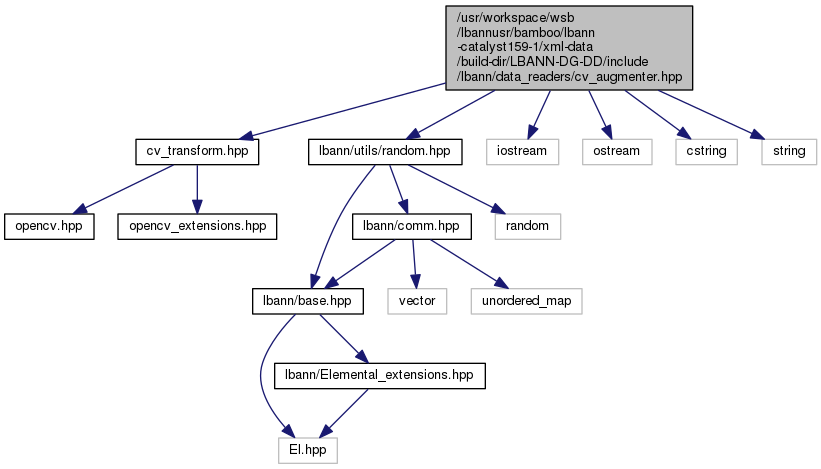 /usr/workspace/wsb
/lbannusr/bamboo/lbann
-catalyst159-1/xml-data
/build-dir/LBANN-DG-DD/include
/lbann/data_readers/cv_augmenter.hpp
cv_transform.hpp
lbann/utils/random.hpp
iostream
ostream
cstring
string
opencv.hpp
opencv_extensions.hpp
lbann/comm.hpp
random
lbann/base.hpp
vector
unordered_map
lbann/Elemental_extensions.hpp
El.hpp